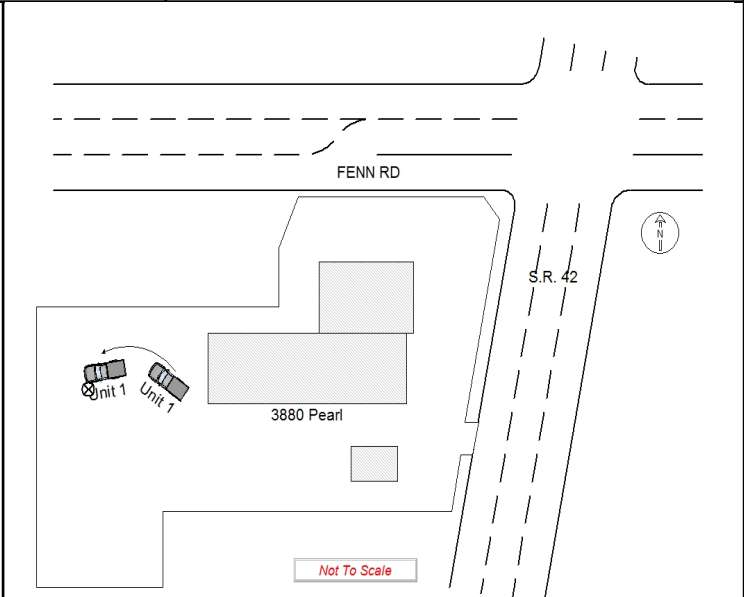 FENN RD
N
S.R. 42
Unit 1
Unit 1
3880 Pearl
Not To Scale